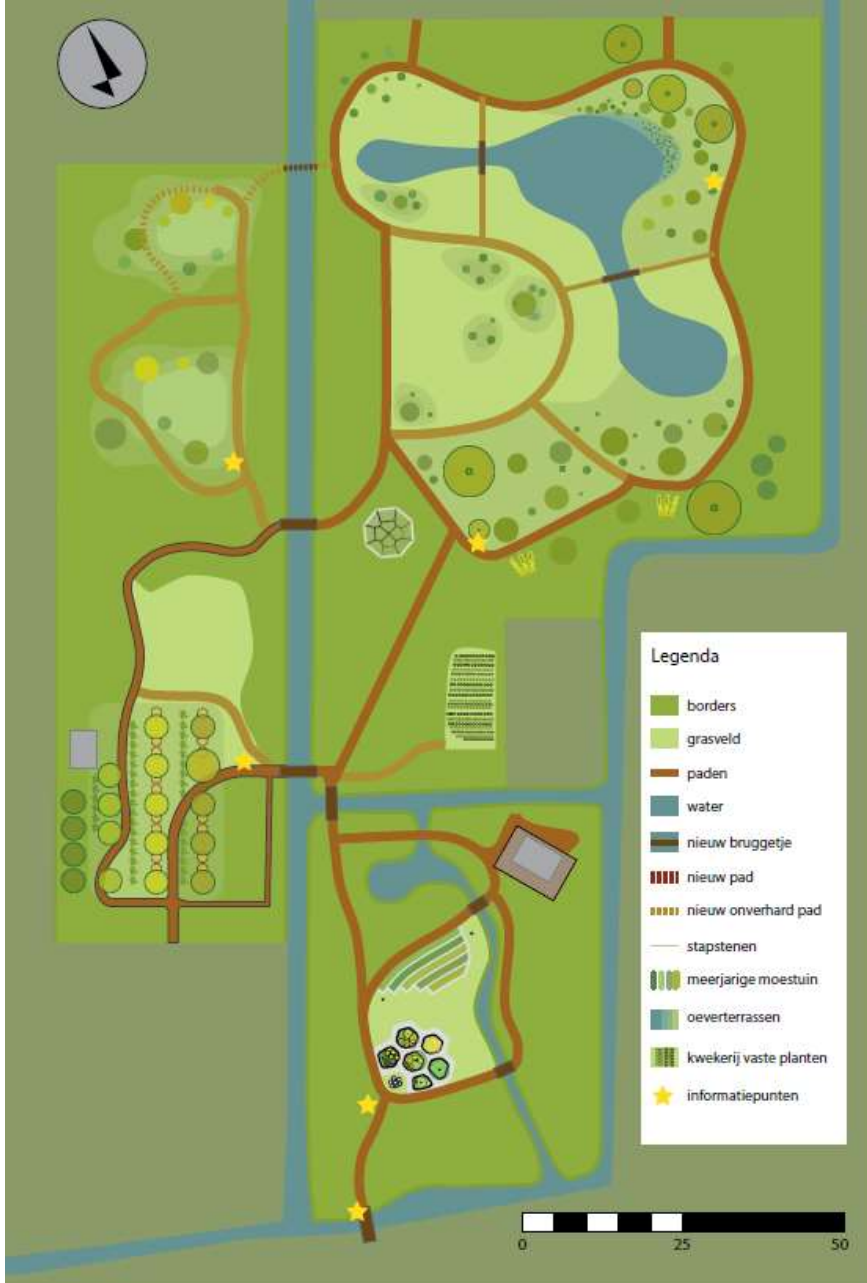 Legenda
borders
grasveld
paden
water
nieuw bruggetje
nieuw pad
nieuw onverhard pad
stapstenen
meerjarige moestuin
oeverterrassen
kwekerij vaste planten
informatiepunten
0 25 50